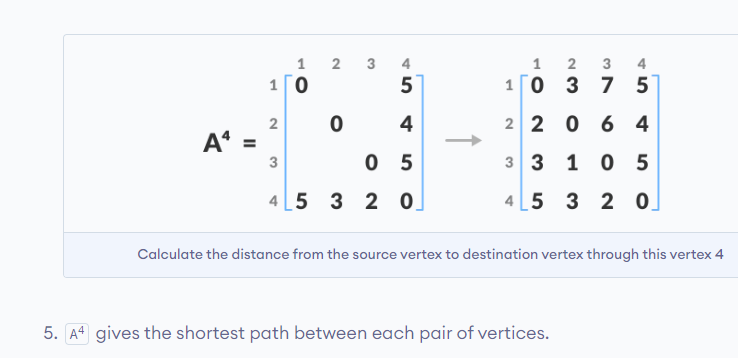 1 2 3 4 1 2 3 4
1 0 5 1 0 3 7 5
2 0 4 2 2 0 6 4
A⁴ =
3 0 5 3 3 1 0 5
4 5 3 2 0 4 5 3 2 0
Calculate the distance from the source vertex to destination vertex through this vertex 4
5. A⁴ gives the shortest path between each pair of vertices.